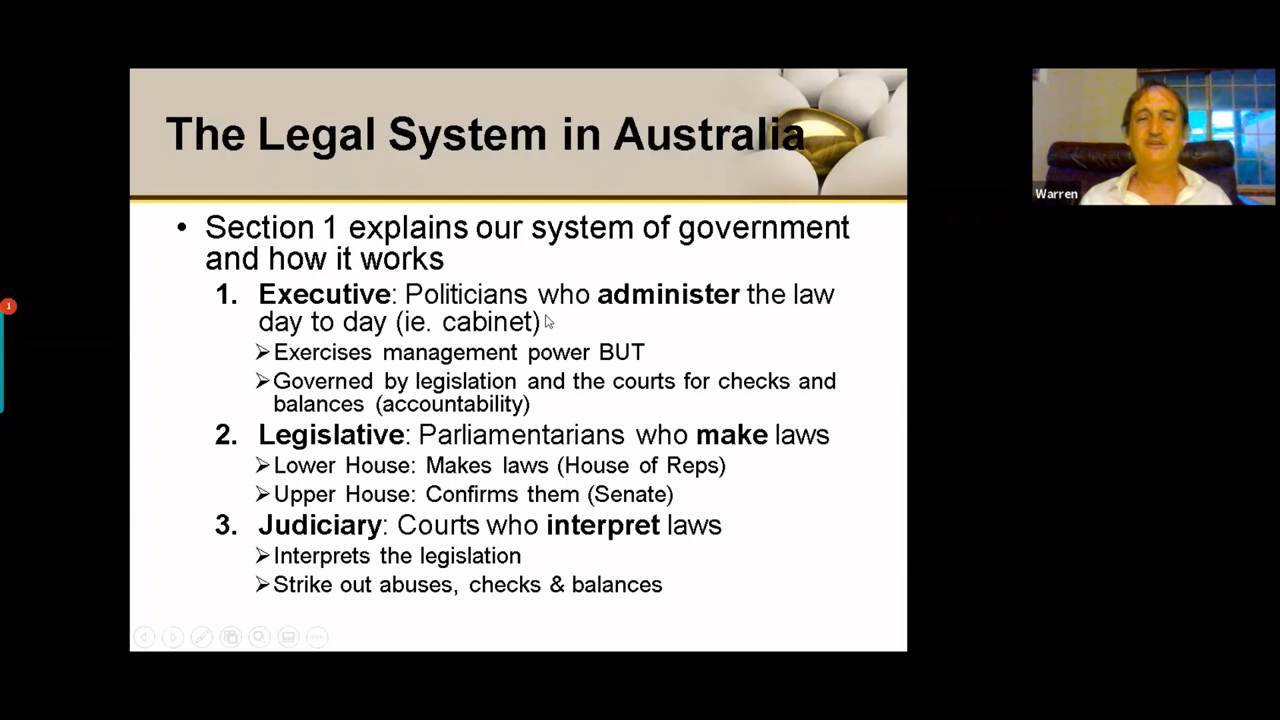 The Legal System in Australia
• Section 1 explains our system of government
and how it works
1. Executive: Politicians who administer the law
day to day (ie. cabinet)
➢Exercises management power BUT
➢Governed by legislation and the courts for checks and
balances (accountability)
2. Legislative: Parliamentarians who make laws
➢Lower House: Makes laws (House of Reps)
➢Upper House: Confirms them (Senate)
3. Judiciary: Courts who interpret laws
➢Interprets the legislation
➢Strike out abuses, checks & balances
Warren
1